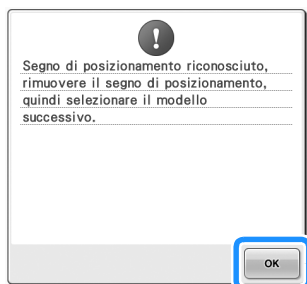 Segno di posizionamento riconosciuto,
rimuovere il segno di posizionamento,
quindi selezionare il modello
successivo.
OK